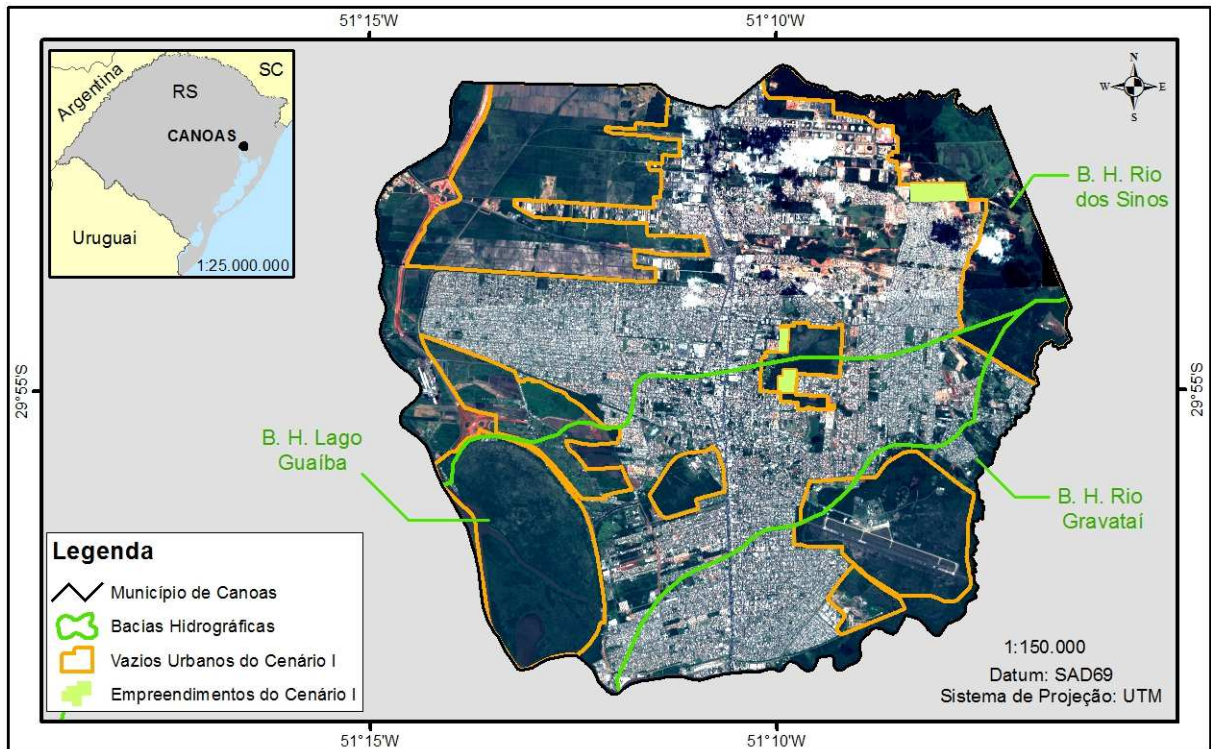 51°15'W
51°10'W
Argentina
SC
RS
CANOAS
Uruguai
1:25.000.000
N
W
E
S
B. H. Rio
dos Sinos
29°55'S
29°55'S
B. H. Lago
Guaíba
B. H. Rio
Gravataí
Legenda
Município de Canoas
Bacias Hidrográficas
Vazios Urbanos do Cenário I
Empreendimentos do Cenário I
1:150.000
Datum: SAD69
Sistema de Projeção: UTM
51°15'W
51°10'W